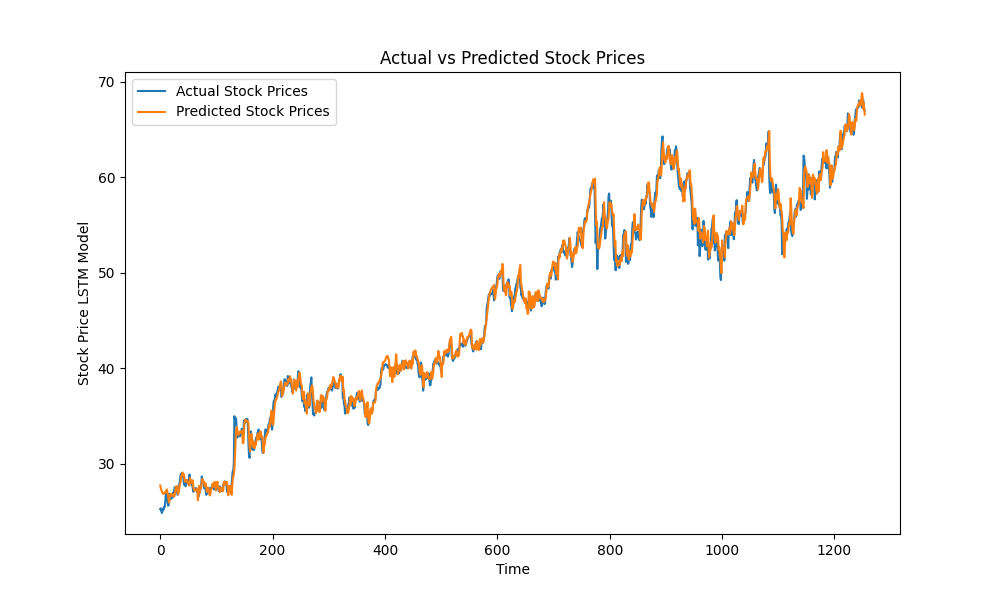 Actual vs Predicted Stock Prices
Actual Stock Prices
Predicted Stock Prices
70
60
50
40
30
Stock Price LSTM Model
0 200 400 600 800 1000 1200
Time